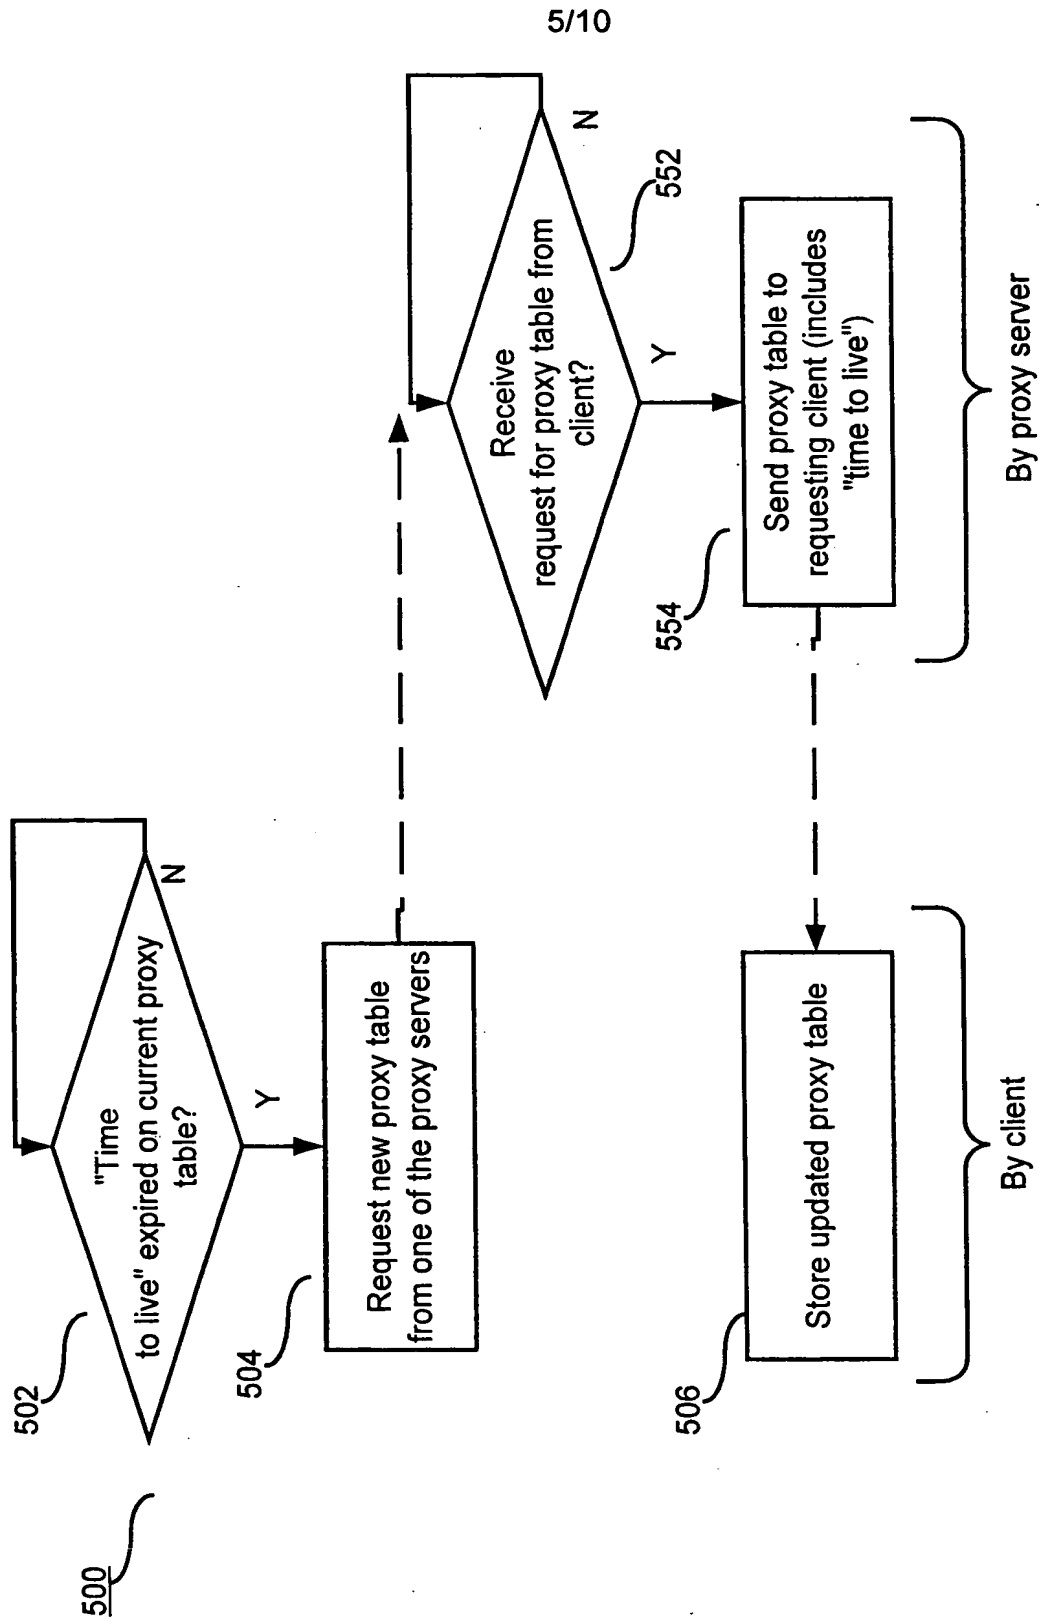 5/10
500
502
"Time
to live" expired on current proxy
table?
N
Y
504
Request new proxy table
from one of the proxy servers
Receive
request for proxy table from
client?
N
552
Y
554
Send proxy table to
requesting client (includes
"time to live")
506
Store updated proxy table
By client
By proxy server